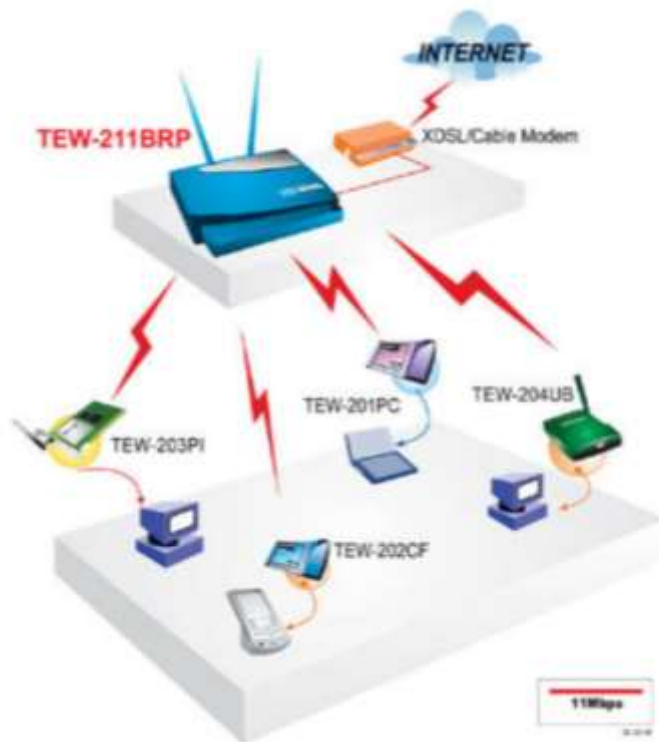 INTERNET
TEW-211BRP
XDSL/Cable Modem
TEW-201PC
TEW-204UB
TEW-203PI
TEW-202CF
11Mbps